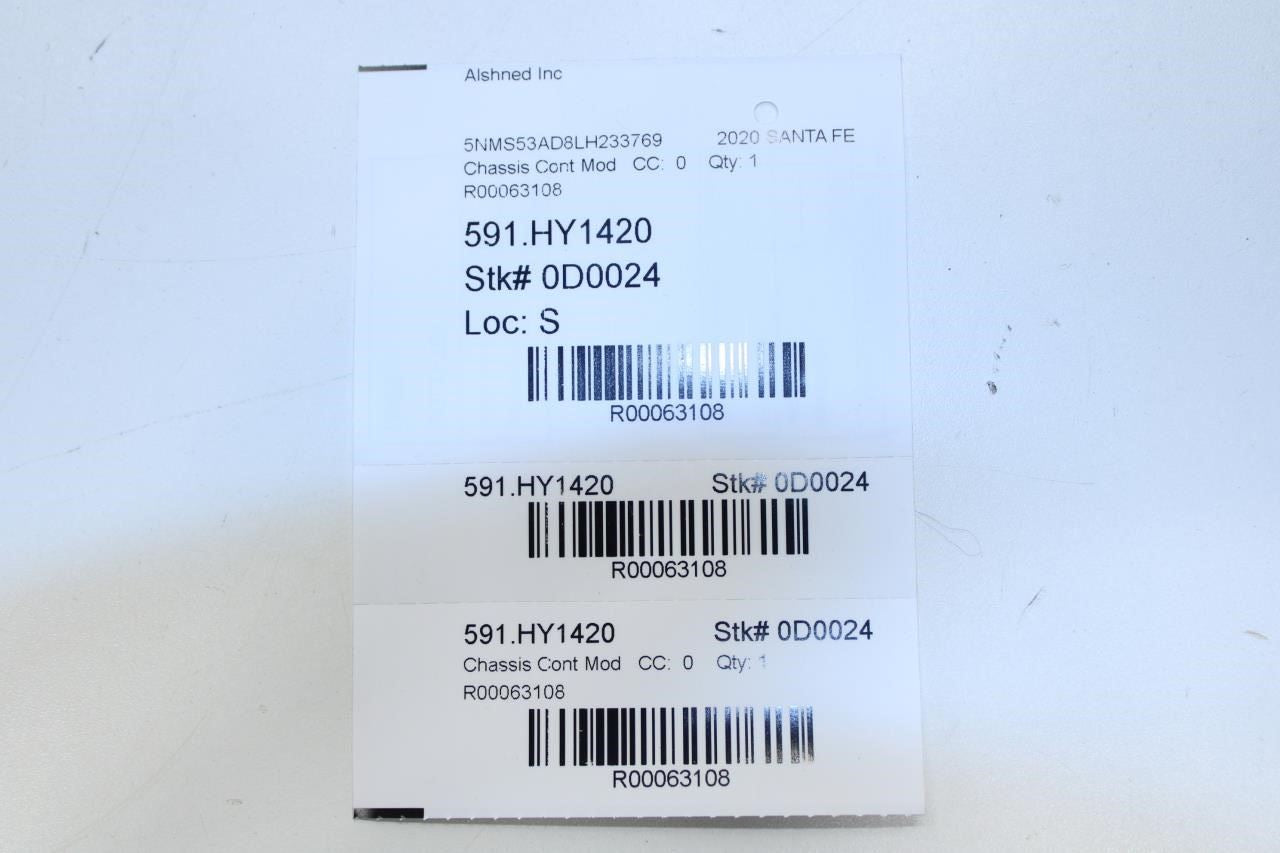 Alshned Inc
5NMS53AD8LH233769 2020 SANTA FE
Chassis Cont Mod CC: 0 Qty: 1
R00063108
591.HY1420
Stk# 0D0024
Loc: S
R00063108
591.HY1420 Stk# 0D0024
R00063108
591.HY1420 Stk# 0D0024
Chassis Cont Mod CC: 0 Qty: 1
R00063108
R00063108